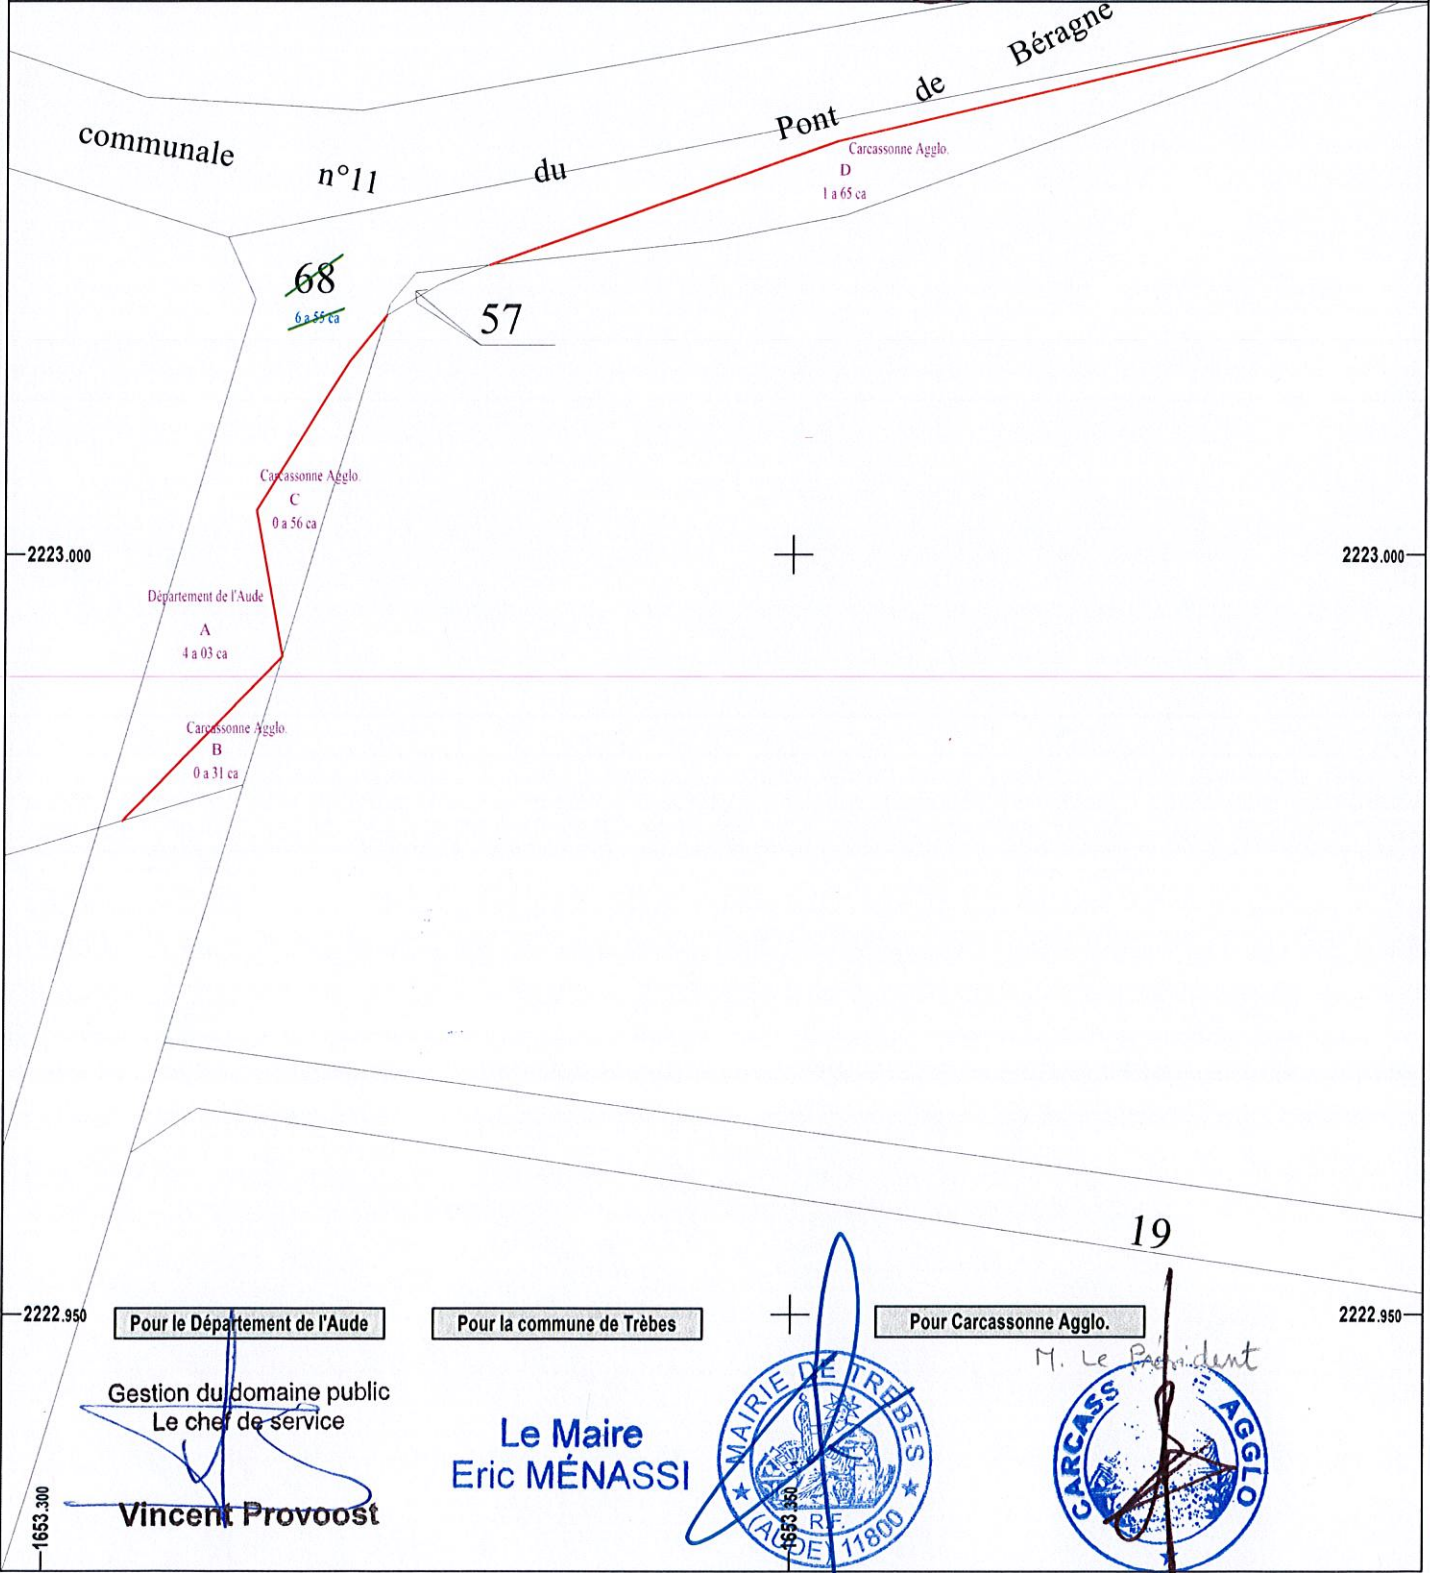 communale n°11 du Pont de Béragne
Carcassonne Agglo.
D
1 a 65 ca
68
6 a 55 ca
57
Carcassonne Agglo.
C
0 a 56 ca
2223.000
2223.000
Département de l'Aude
A
4 a 03 ca
Carcassonne Agglo.
B
0 a 31 ca
19
2222.950
2222.950
Pour le Département de l'Aude
Pour la commune de Trèbes
Pour Carcassonne Agglo.
Gestion du domaine public
Le chef de service
Vincent Provoost
Le Maire
Eric MÉNASSI
MAIRIE DE TRÈBES
R.F.
(AUDE) 11800
M. Le Président
CARCASS AGGLO
1653.300
1653.350